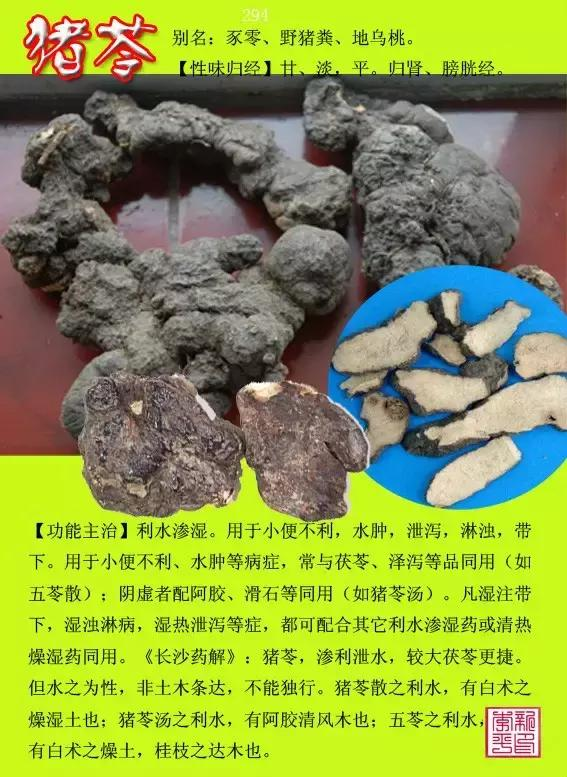 294
猪苓
别名：豕零、野猪粪、地乌桃。
【性味归经】甘、淡，平。归肾、膀胱经。
【功能主治】利水渗湿。用于小便不利，水肿，泄泻，淋浊，带
下。用于小便不利、水肿等病症，常与茯苓、泽泻等品同用（如
五苓散）；阴虚者配阿胶、滑石等同用（如猪苓汤）。凡湿注带
下，湿浊淋病，湿热泄泻等症，都可配合其它利水渗湿药或清热
燥湿药同用。《长沙药解》：猪苓，渗利泄水，较大茯苓更捷。
但水之为性，非土木条达，不能独行。猪苓散之利水，有白术之
燥湿土也；猪苓汤之利水，有阿胶清风木也；五苓之利水，
有白术之燥土，桂枝之达木也。